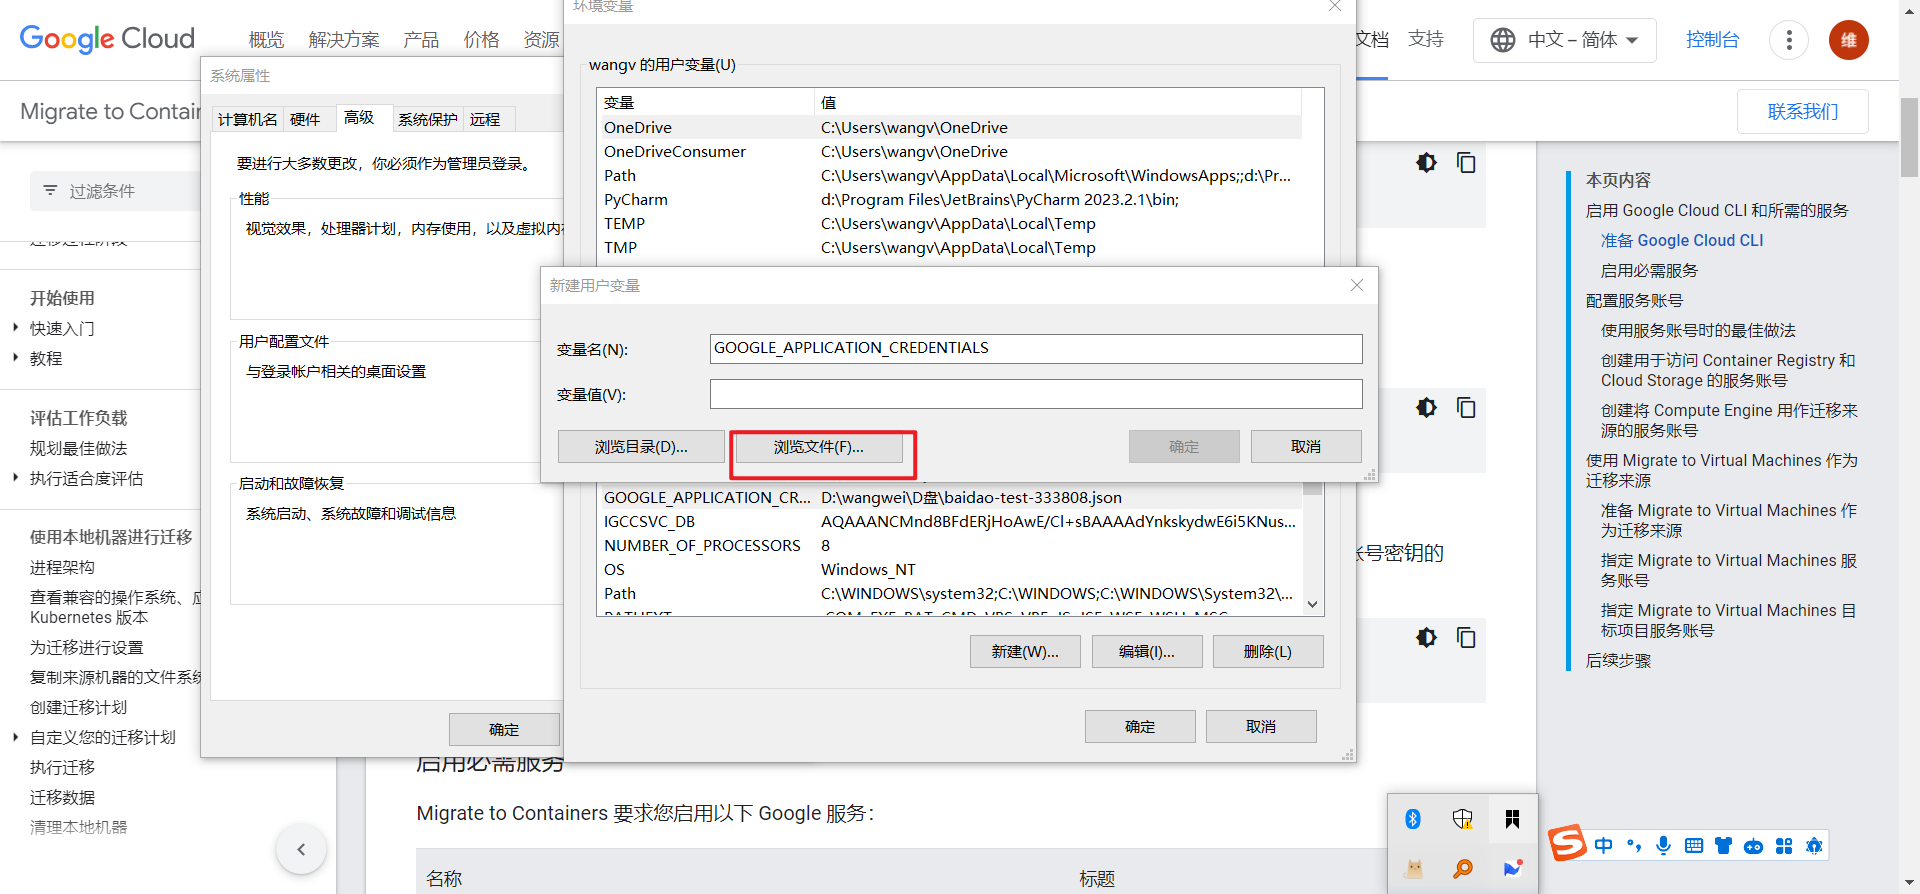 Google Cloud
概览
解决方案
产品
价格
资源
文档
支持
中文 – 简体
控制台
维
联系我们
过滤条件
开始使用
快速入门
教程
评估工作负载
规划最佳做法
执行适合度评估
使用本地机器进行迁移
进程架构
查看兼容的操作系统、应
Kubernetes 版本
为迁移进行设置
复制来源机器的文件系统
创建迁移计划
自定义您的迁移计划
执行迁移
迁移数据
清理本地机器
系统属性
计算机名
硬件
高级
系统保护
远程
要进行大多数更改，你必须作为管理员登录。
性能
视觉效果，处理器计划，内存使用，以及虚拟内存
用户配置文件
与登录帐户相关的桌面设置
启动和故障恢复
系统启动、系统故障和调试信息
确定
环境变量
wangv 的用户变量(U)
变量 值
OneDrive C:\Users\wangv\OneDrive
OneDriveConsumer C:\Users\wangv\OneDrive
Path C:\Users\wangv\AppData\Local\Microsoft\WindowsApps;;d:\Pr...
PyCharm d:\Program Files\JetBrains\PyCharm 2023.2.1\bin;
TEMP C:\Users\wangv\AppData\Local\Temp
TMP C:\Users\wangv\AppData\Local\Temp
新建用户变量
变量名(N):
GOOGLE_APPLICATION_CREDENTIALS
变量值(V):
浏览目录(D)...
浏览文件(F)...
确定
取消
GOOGLE_APPLICATION_CR... D:\wangwei\D盘\baidao-test-333808.json
IGCCSVC_DB AQAAANCMnd8BFdERjHoAwE/Cl+sBAAAAdYnkskydwE6i5KNus...
NUMBER_OF_PROCESSORS 8
OS Windows_NT
Path C:\WINDOWS\system32;C:\WINDOWS;C:\WINDOWS\System32\...
新建(W)...
编辑(I)...
删除(L)
确定
取消
账号密钥的
启用必需服务
Migrate to Containers 要求您启用以下 Google 服务：
名称
标题
本页内容
启用 Google Cloud CLI 和所需的服务
准备 Google Cloud CLI
启用必需服务
配置服务账号
使用服务账号时的最佳做法
创建用于访问 Container Registry 和
Cloud Storage 的服务账号
创建将 Compute Engine 用作迁移来
源的服务账号
使用 Migrate to Virtual Machines 作为
迁移来源
准备 Migrate to Virtual Machines 作
为迁移来源
指定 Migrate to Virtual Machines 服
务账号
指定 Migrate to Virtual Machines 目
标项目服务账号
后续步骤
中